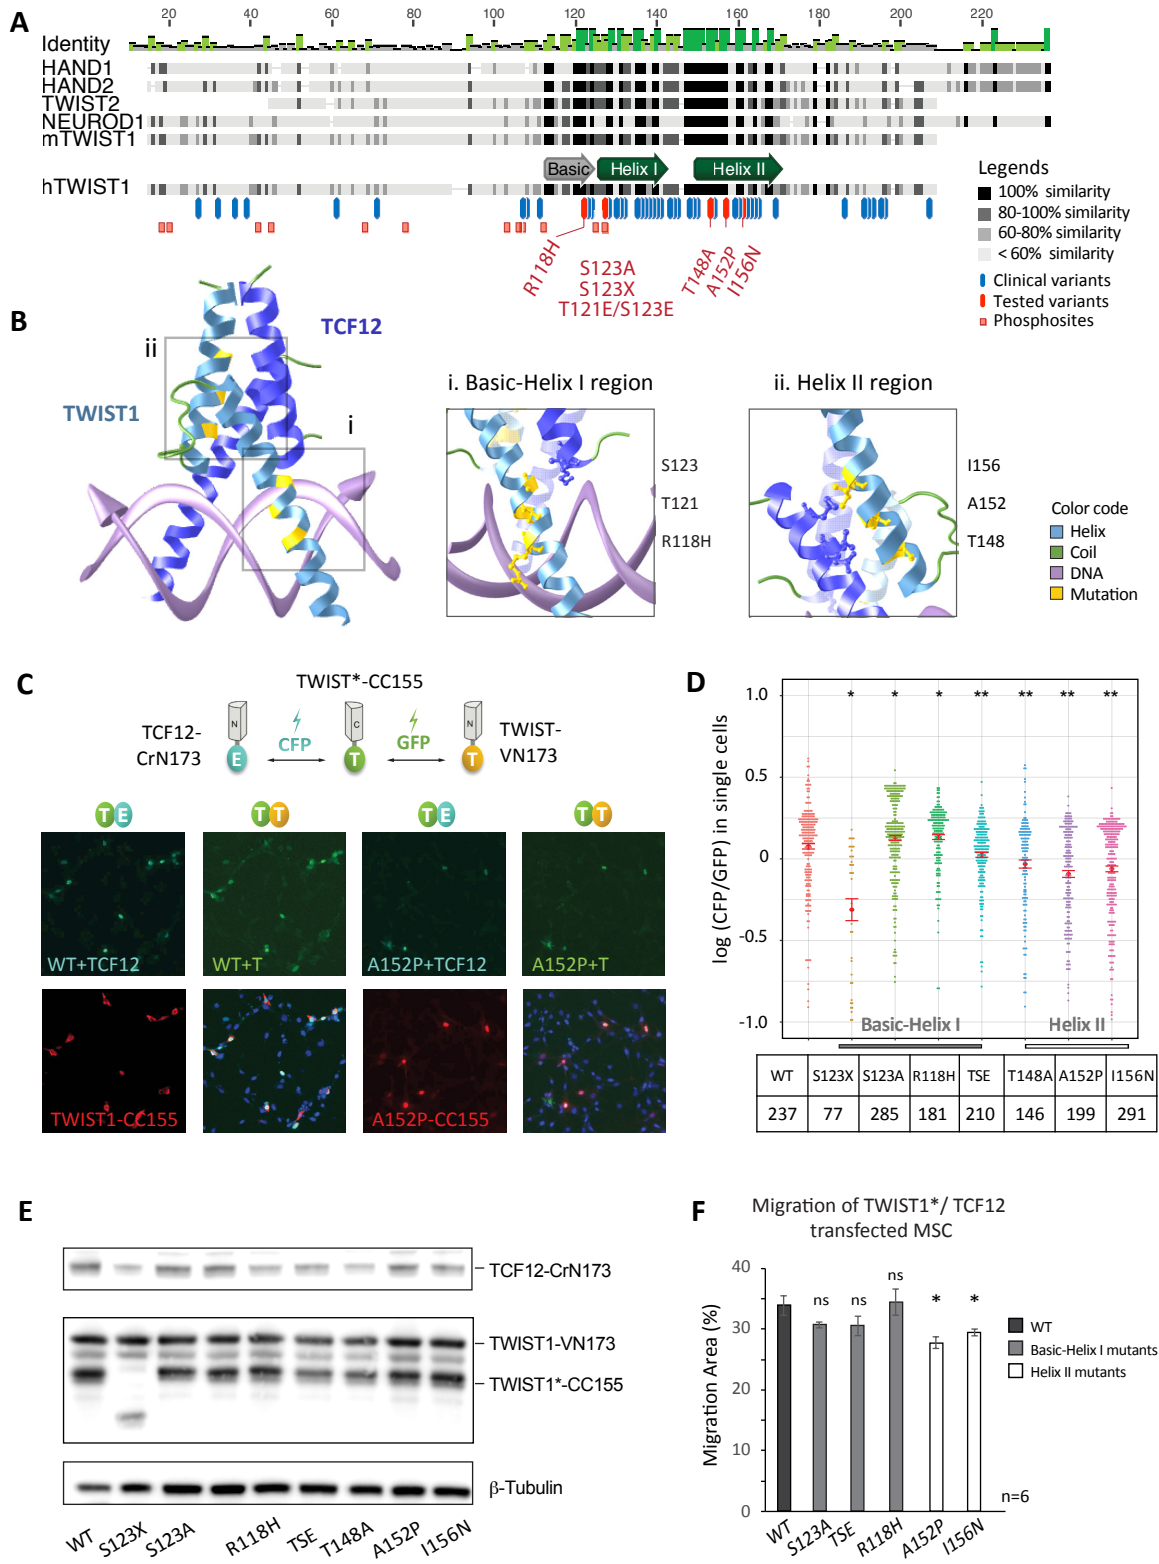 A
20 40 60 80 100 120 140 160 180 200 220
Identity
HAND1
HAND2
TWIST2
NEUROD1
mTWIST1
Basic Helix I Helix II
hTWIST1
R118H
S123A
S123X
T121E/S123E
T148A
A152P
I156N
Legends
100% similarity
80-100% similarity
60-80% similarity
< 60% similarity
Clinical variants
Tested variants
Phosphosites
B
ii
TCF12
TWIST1
i
i. Basic-Helix I region
S123
T121
R118H
ii. Helix II region
I156
A152
T148
Color code
Helix
Coil
DNA
Mutation
C
TWIST*-CC155
TCF12-
CrN173
N
E
CFP
C
T
GFP
N
T
TWIST-
VN173
T E
T T
T E
T T
WT+TCF12
WT+T
A152P+TCF12
A152P+T
TWIST1-CC155
A152P-CC155
D
log (CFP/GFP) in single cells
1.0
0.5
0
-0.5
-1.0
* * * ** ** ** **
Basic-Helix I Helix II
WT S123X S123A R118H TSE T148A A152P I156N
237 77 285 181 210 146 199 291
E
TCF12-CrN173
TWIST1-VN173
TWIST1*-CC155
β-Tubulin
WT S123X S123A R118H TSE T148A A152P I156N
F
Migration of TWIST1*/ TCF12
transfected MSC
Migration Area (%)
40
30
20
10
0
ns ns ns * *
WT
Basic-Helix I mutants
Helix II mutants
n=6
WT S123A TSE R118H A152P I156N